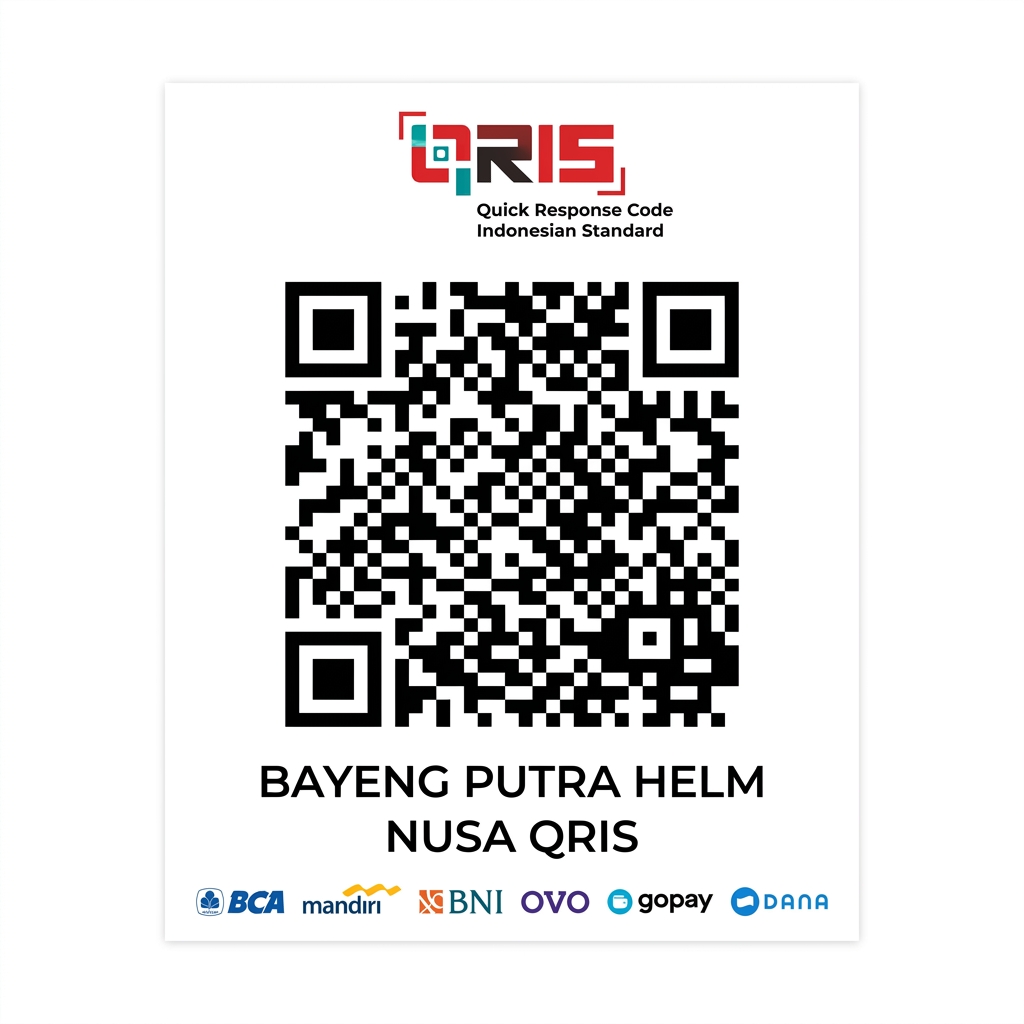 QRIS
Quick Response Code
Indonesian Standard
BAYENG PUTRA HELM
NUSA QRIS
BCA mandiri BNI OVO gopay DANA